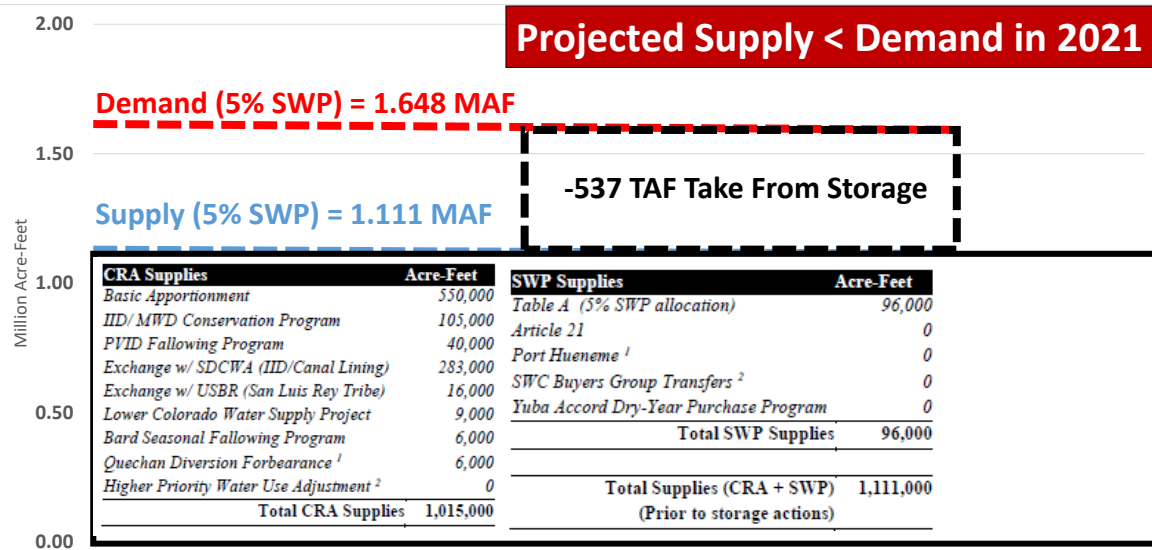 Projected Supply < Demand in 2021
Million Acre-Feet
2.00
1.50
1.00
0.50
0.00
Demand (5% SWP) = 1.648 MAF
-537 TAF Take From Storage
Supply (5% SWP) = 1.111 MAF
CRA Supplies Acre-Feet
Basic Apportionment 550,000
IID/ MWD Conservation Program 105,000
PVID Fallowing Program 40,000
Exchange w/ SDCWA (IID/Canal Lining) 283,000
Exchange w/ USBR (San Luis Rey Tribe) 16,000
Lower Colorado Water Supply Project 9,000
Bard Seasonal Fallowing Program 6,000
Quechan Diversion Forbearance ¹ 6,000
Higher Priority Water Use Adjustment ² 0
Total CRA Supplies 1,015,000
SWP Supplies Acre-Feet
Table A (5% SWP allocation) 96,000
Article 21 0
Port Hueneme ¹ 0
SWC Buyers Group Transfers ² 0
Yuba Accord Dry-Year Purchase Program 0
Total SWP Supplies 96,000
Total Supplies (CRA + SWP) 1,111,000
(Prior to storage actions)